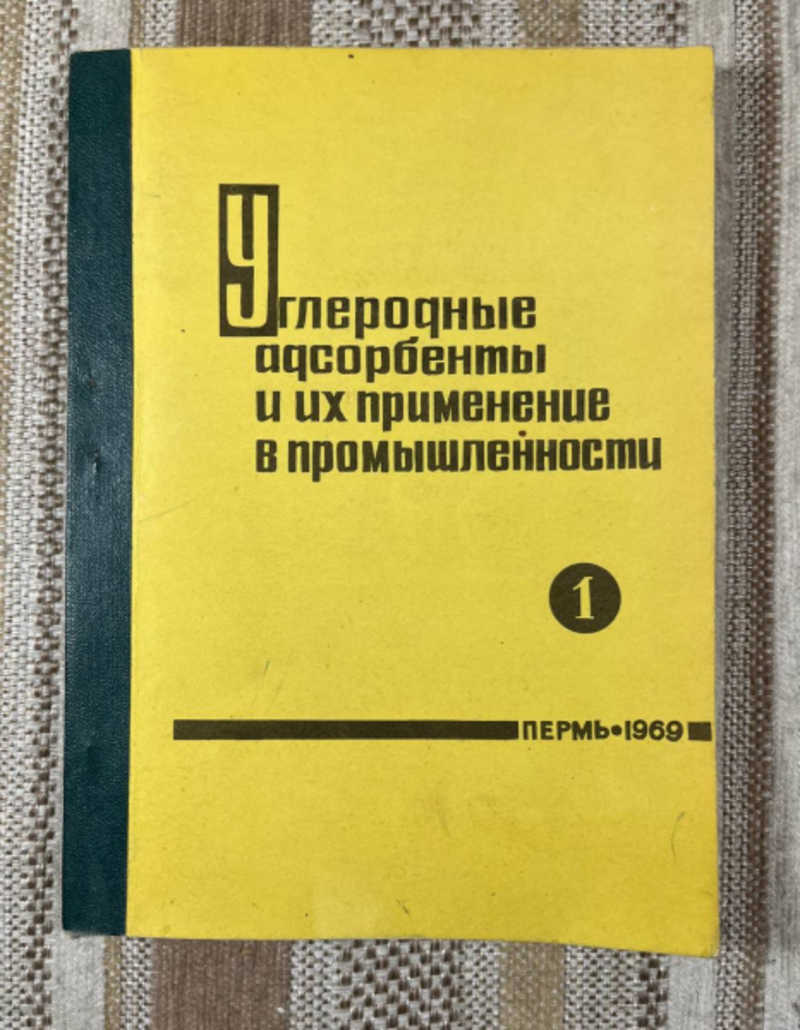 Углеродные
адсорбенты
и их применение
в промышленности
1
ПЕРМЬ•1969